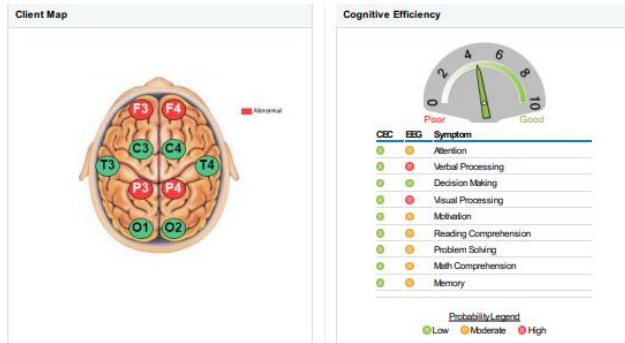 Client Map
F3 F4
Abnormal
C3 C4
T3 T4
P3 P4
O1 O2
Cognitive Efficiency
0 2 4 6 8 10
Poor Good
CEC EEG Symptom
Attention
Verbal Processing
Decision Making
Visual Processing
Motivation
Reading Comprehension
Problem Solving
Math Comprehension
Memory
Probability Legend
Low Moderate High